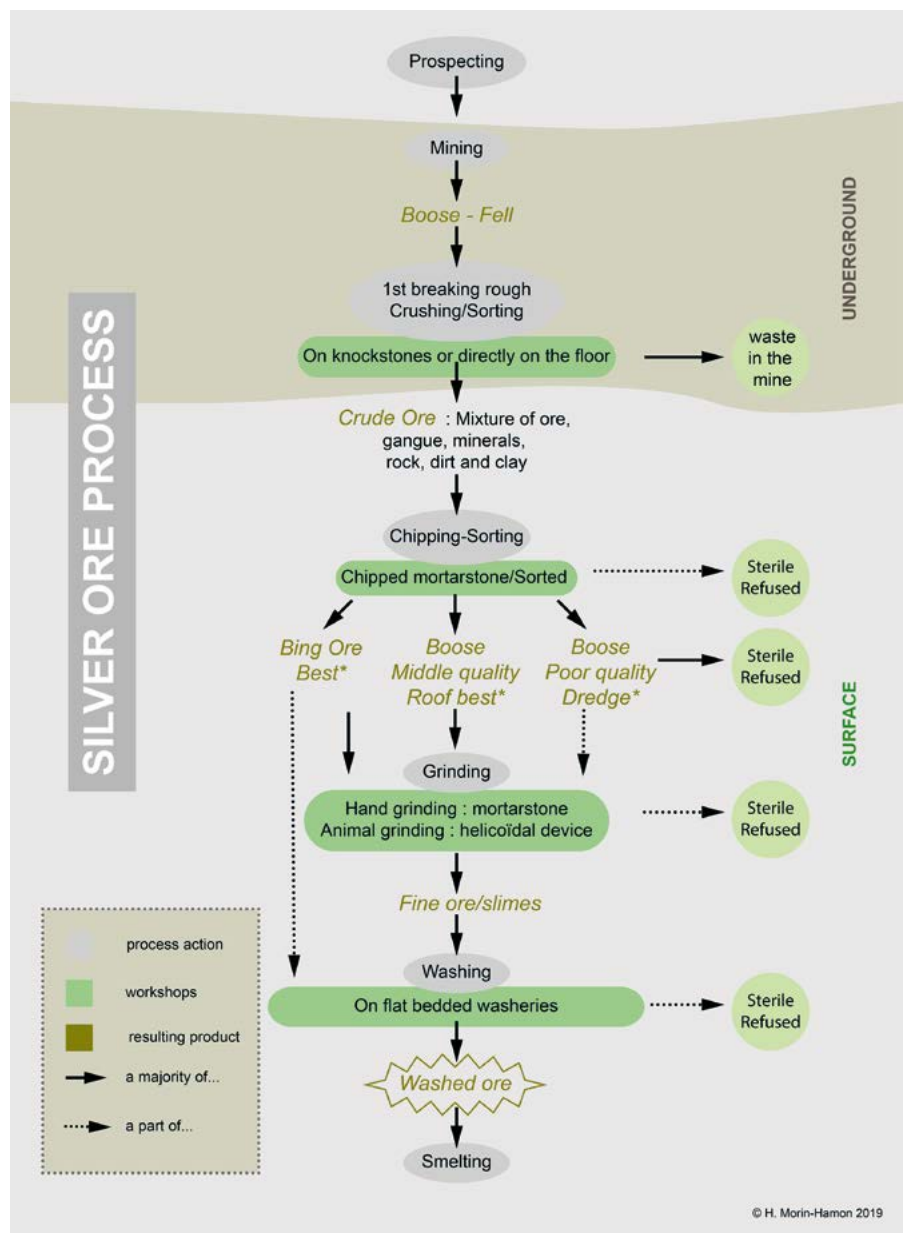 SILVER ORE PROCESS
Prospecting
Mining
Boose - Fell
UNDERGROUND
1st breaking rough
Crushing/Sorting
On knockstones or directly on the floor
waste
in the
mine
Crude Ore : Mixture of ore,
gangue, minerals,
rock, dirt and clay
Chipping-Sorting
Chipped mortarstone/Sorted
Sterile
Refused
Bing Ore
Best*
Boose
Middle quality
Roof best*
Boose
Poor quality
Dredge*
Sterile
Refused
SURFACE
Grinding
Hand grinding : mortarstone
Animal grinding : helicoïdal device
Sterile
Refused
Fine ore/slimes
Washing
On flat bedded washeries
Sterile
Refused
Washed ore
Smelting
process action
workshops
resulting product
a majority of...
a part of...
© H. Morin-Hamon 2019